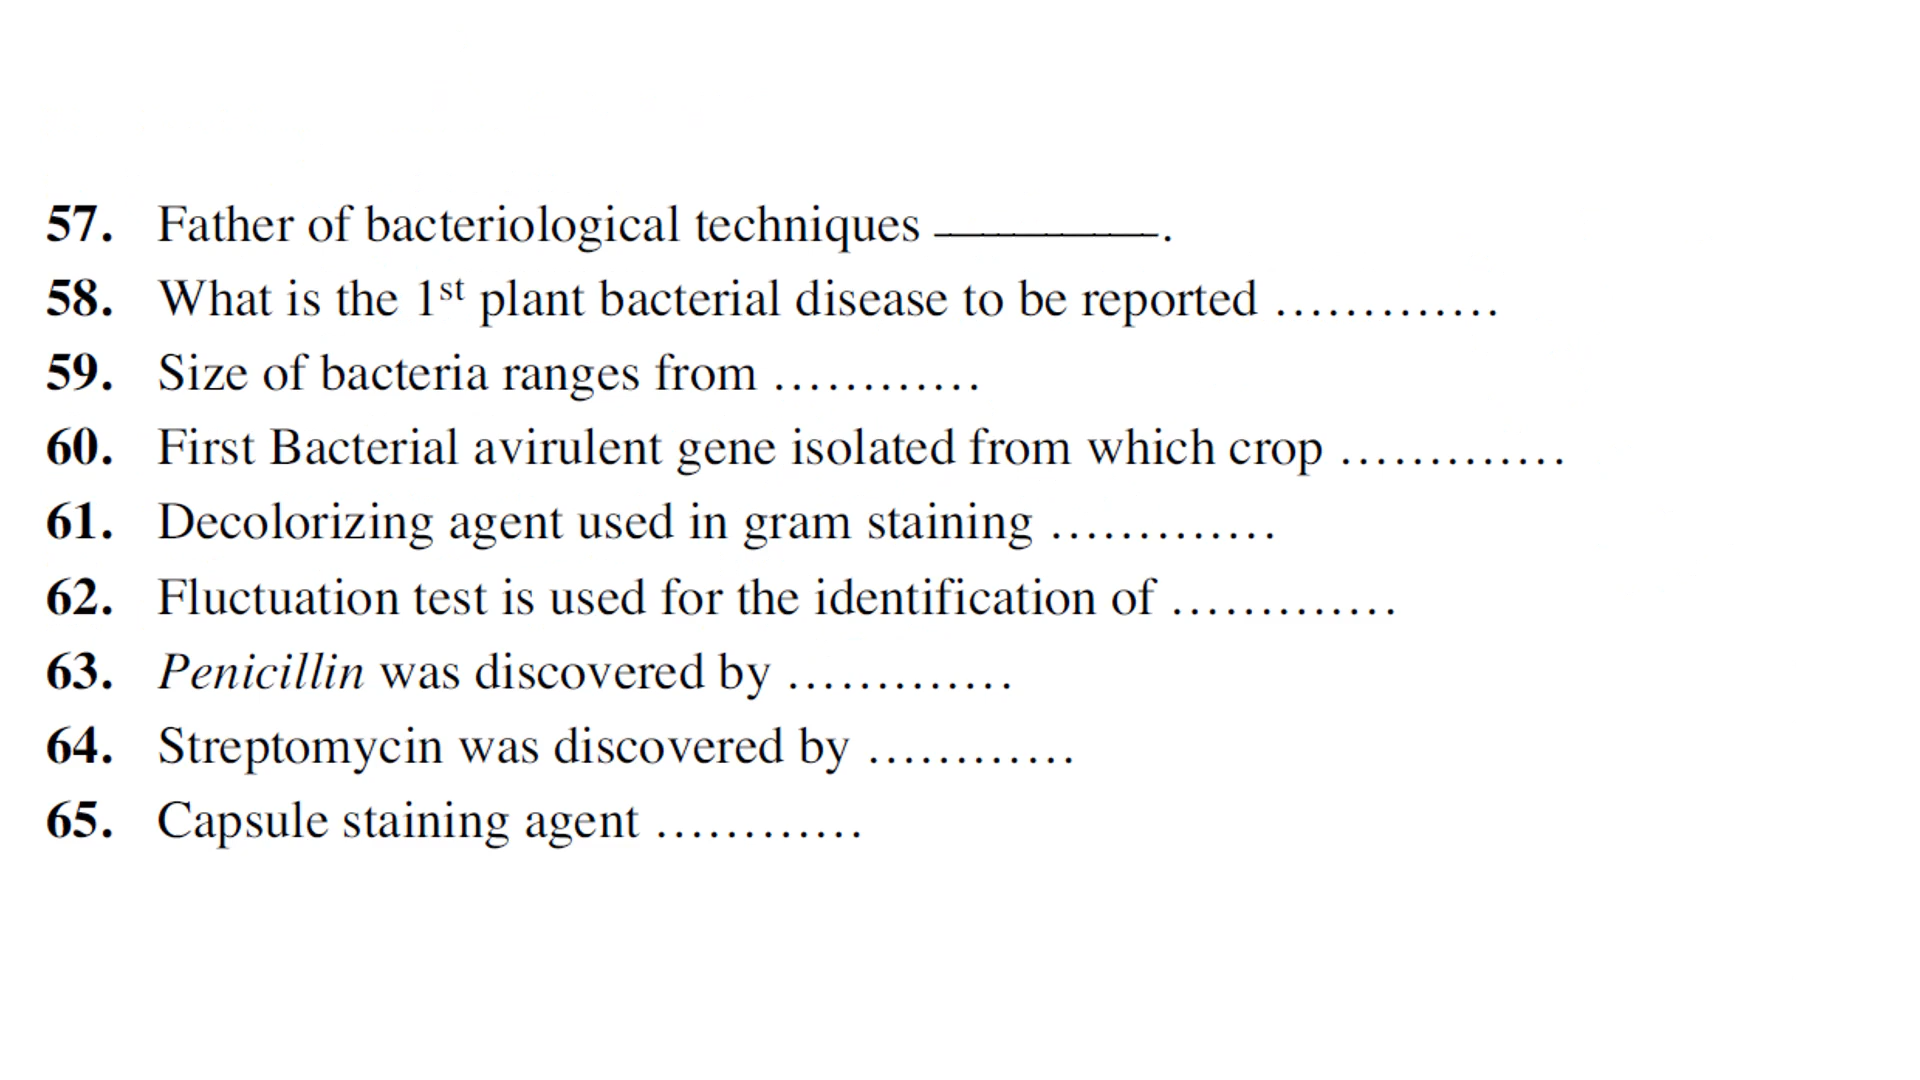 57. Father of bacteriological techniques __________.
58. What is the 1st plant bacterial disease to be reported .............
59. Size of bacteria ranges from ............
60. First Bacterial avirulent gene isolated from which crop .............
61. Decolorizing agent used in gram staining .............
62. Fluctuation test is used for the identification of .............
63. Penicillin was discovered by .............
64. Streptomycin was discovered by ............
65. Capsule staining agent ............